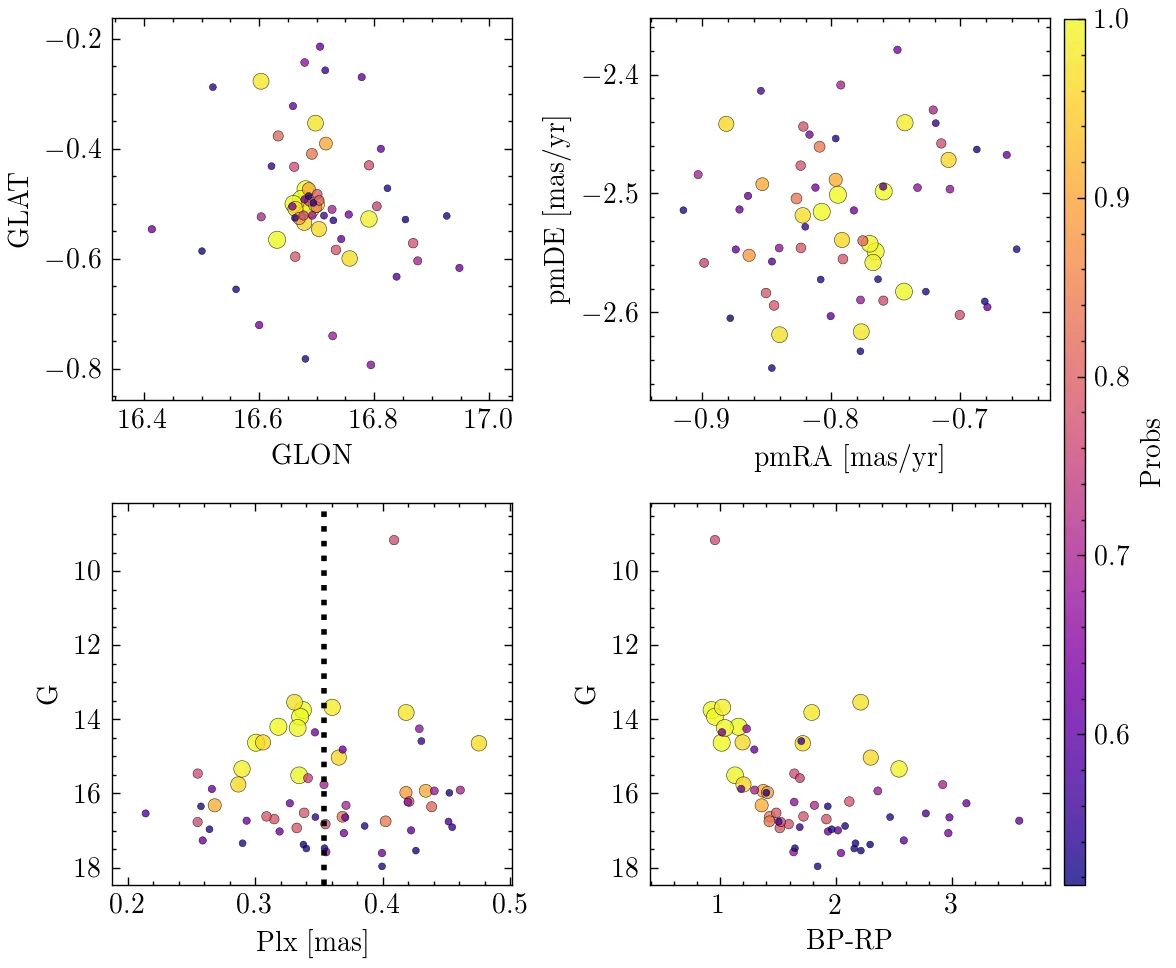 −0.2
−0.4
−0.6
−0.8
GLAT
16.4 16.6 16.8 17.0
GLON
−2.4
−2.5
−2.6
pmDE [mas/yr]
−0.9 −0.8 −0.7
pmRA [mas/yr]
10
12
14
16
18
G
0.2 0.3 0.4 0.5
Plx [mas]
10
12
14
16
18
G
1 2 3
BP-RP
1.0
0.9
0.8
0.7
0.6
Probs